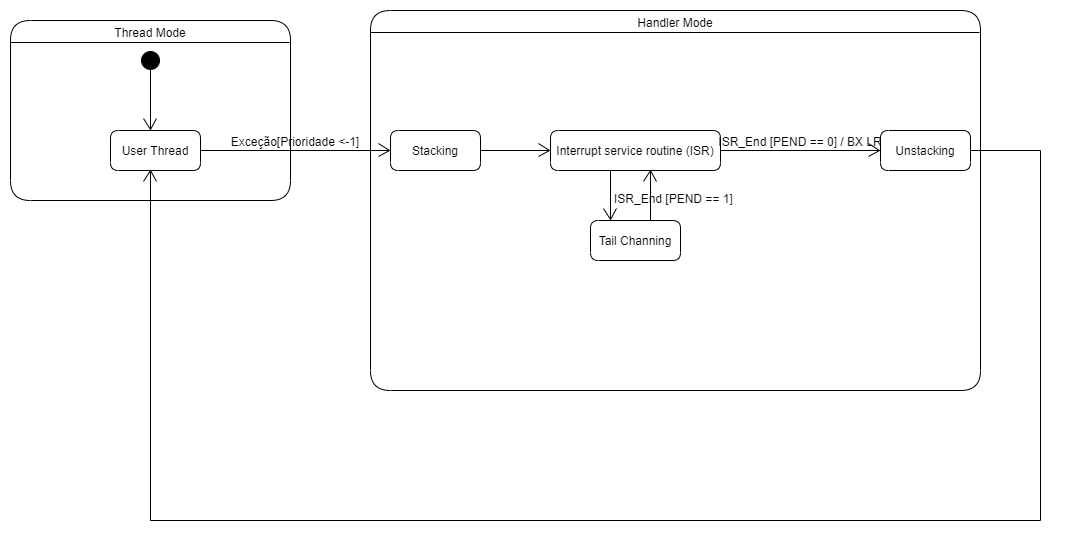 Thread Mode
Handler Mode
User Thread
Exceção[Prioridade <-1]
Stacking
Interrupt service routine (ISR)
ISR_End [PEND == 0] / BX LR
Unstacking
ISR_End [PEND == 1]
Tail Channing